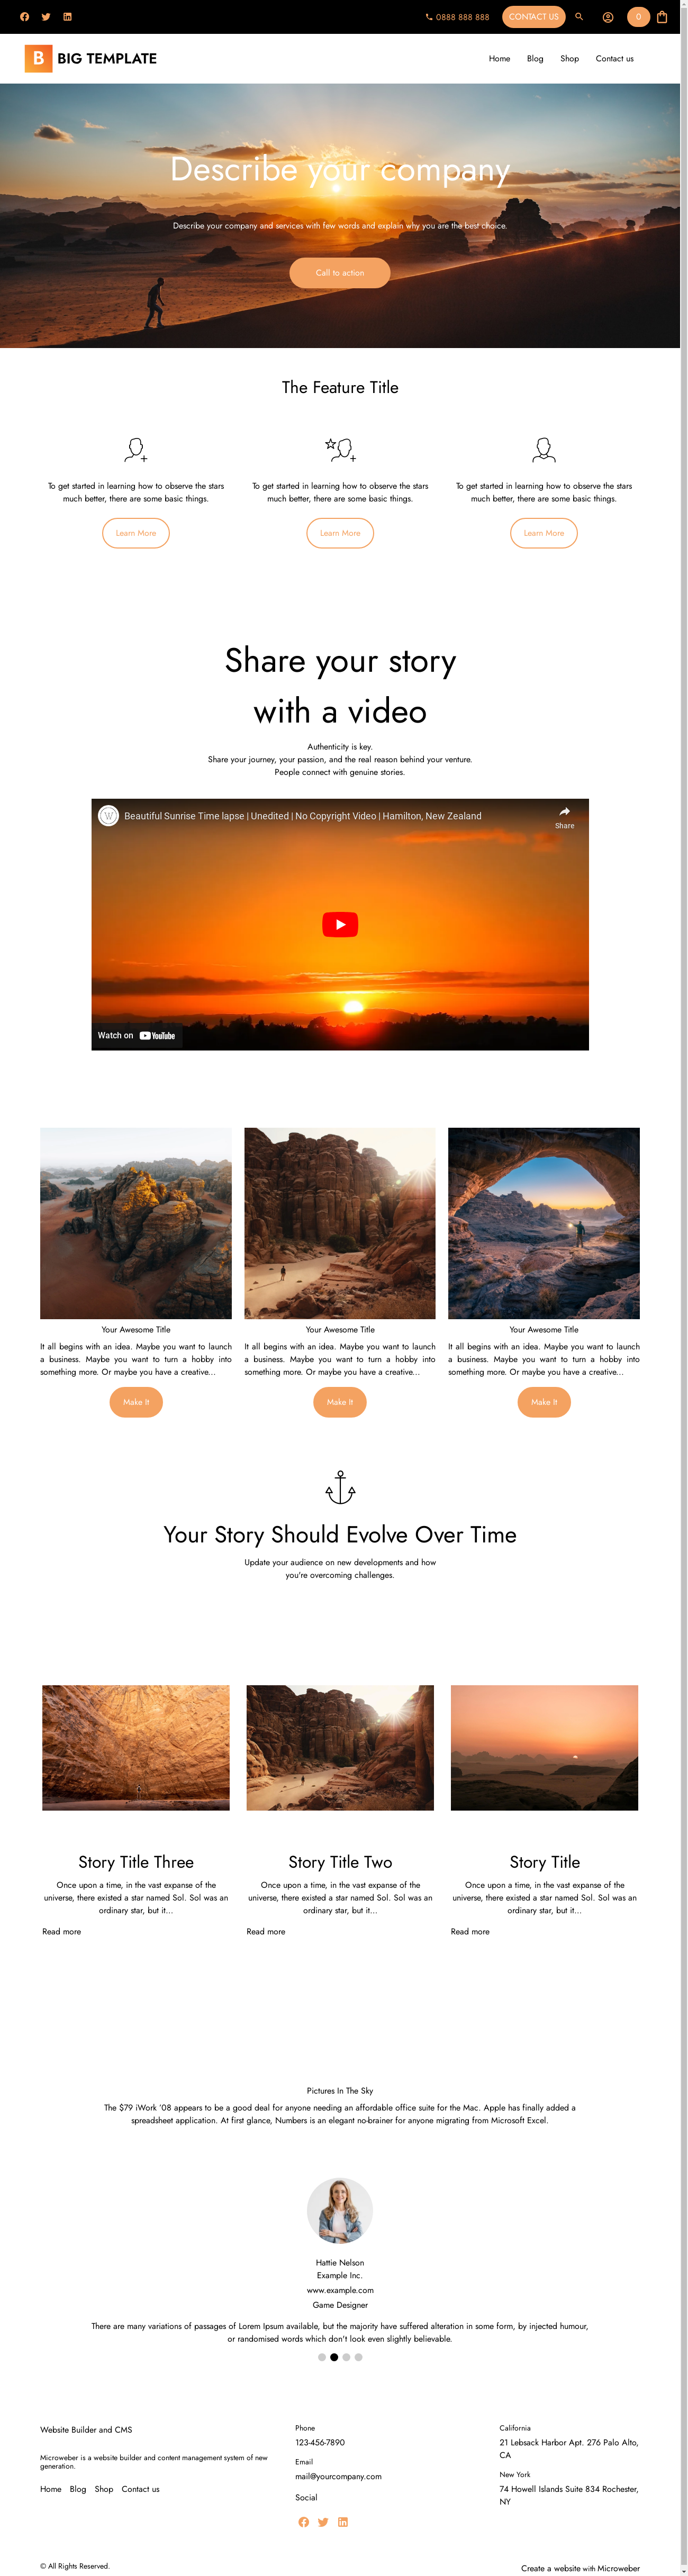 0888 888 888
CONTACT US
0
B BIG TEMPLATE
Home Blog Shop Contact us
Describe your company
Describe your company and services with few words and explain why you are the best choice.
Call to action
The Feature Title
To get started in learning how to observe the stars
much better, there are some basic things.
Learn More
To get started in learning how to observe the stars
much better, there are some basic things.
Learn More
To get started in learning how to observe the stars
much better, there are some basic things.
Learn More
Share your story
with a video
Authenticity is key.
Share your journey, your passion, and the real reason behind your venture.
People connect with genuine stories.
W
Beautiful Sunrise Time lapse | Unedited | No Copyright Video | Hamilton, New Zealand
Share
Watch on YouTube
Your Awesome Title
It all begins with an idea. Maybe you want to launch
a business. Maybe you want to turn a hobby into
something more. Or maybe you have a creative...
Make It
Your Awesome Title
It all begins with an idea. Maybe you want to launch
a business. Maybe you want to turn a hobby into
something more. Or maybe you have a creative...
Make It
Your Awesome Title
It all begins with an idea. Maybe you want to launch
a business. Maybe you want to turn a hobby into
something more. Or maybe you have a creative...
Make It
Your Story Should Evolve Over Time
Update your audience on new developments and how
you're overcoming challenges.
Story Title Three
Once upon a time, in the vast expanse of the
universe, there existed a star named Sol. Sol was an
ordinary star, but it...
Read more
Story Title Two
Once upon a time, in the vast expanse of the
universe, there existed a star named Sol. Sol was an
ordinary star, but it...
Read more
Story Title
Once upon a time, in the vast expanse of the
universe, there existed a star named Sol. Sol was an
ordinary star, but it...
Read more
Pictures In The Sky
The $79 iWork '08 appears to be a good deal for anyone needing an affordable office suite for the Mac. Apple has finally added a
spreadsheet application. At first glance, Numbers is an elegant no-brainer for anyone migrating from Microsoft Excel.
Hattie Nelson
Example Inc.
www.example.com
Game Designer
There are many variations of passages of Lorem Ipsum available, but the majority have suffered alteration in some form, by injected humour,
or randomised words which don't look even slightly believable.
Website Builder and CMS
Microweber is a website builder and content management system of new
generation.
Home Blog Shop Contact us
Phone
123-456-7890
Email
mail@yourcompany.com
Social
California
21 Lebsack Harbor Apt. 276 Palo Alto,
CA
New York
74 Howell Islands Suite 834 Rochester,
NY
© All Rights Reserved.
Create a website with Microweber